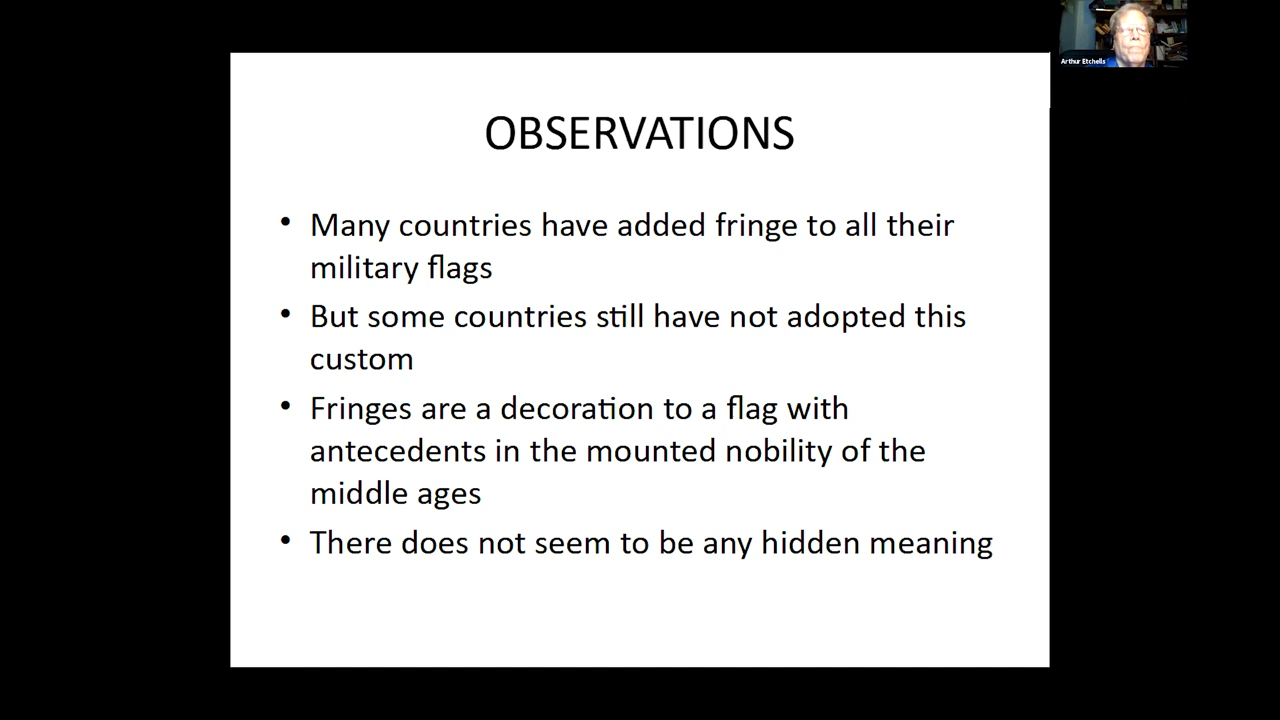 Arthur Etchells
OBSERVATIONS
• Many countries have added fringe to all their
military flags
• But some countries still have not adopted this
custom
• Fringes are a decoration to a flag with
antecedents in the mounted nobility of the
middle ages
• There does not seem to be any hidden meaning